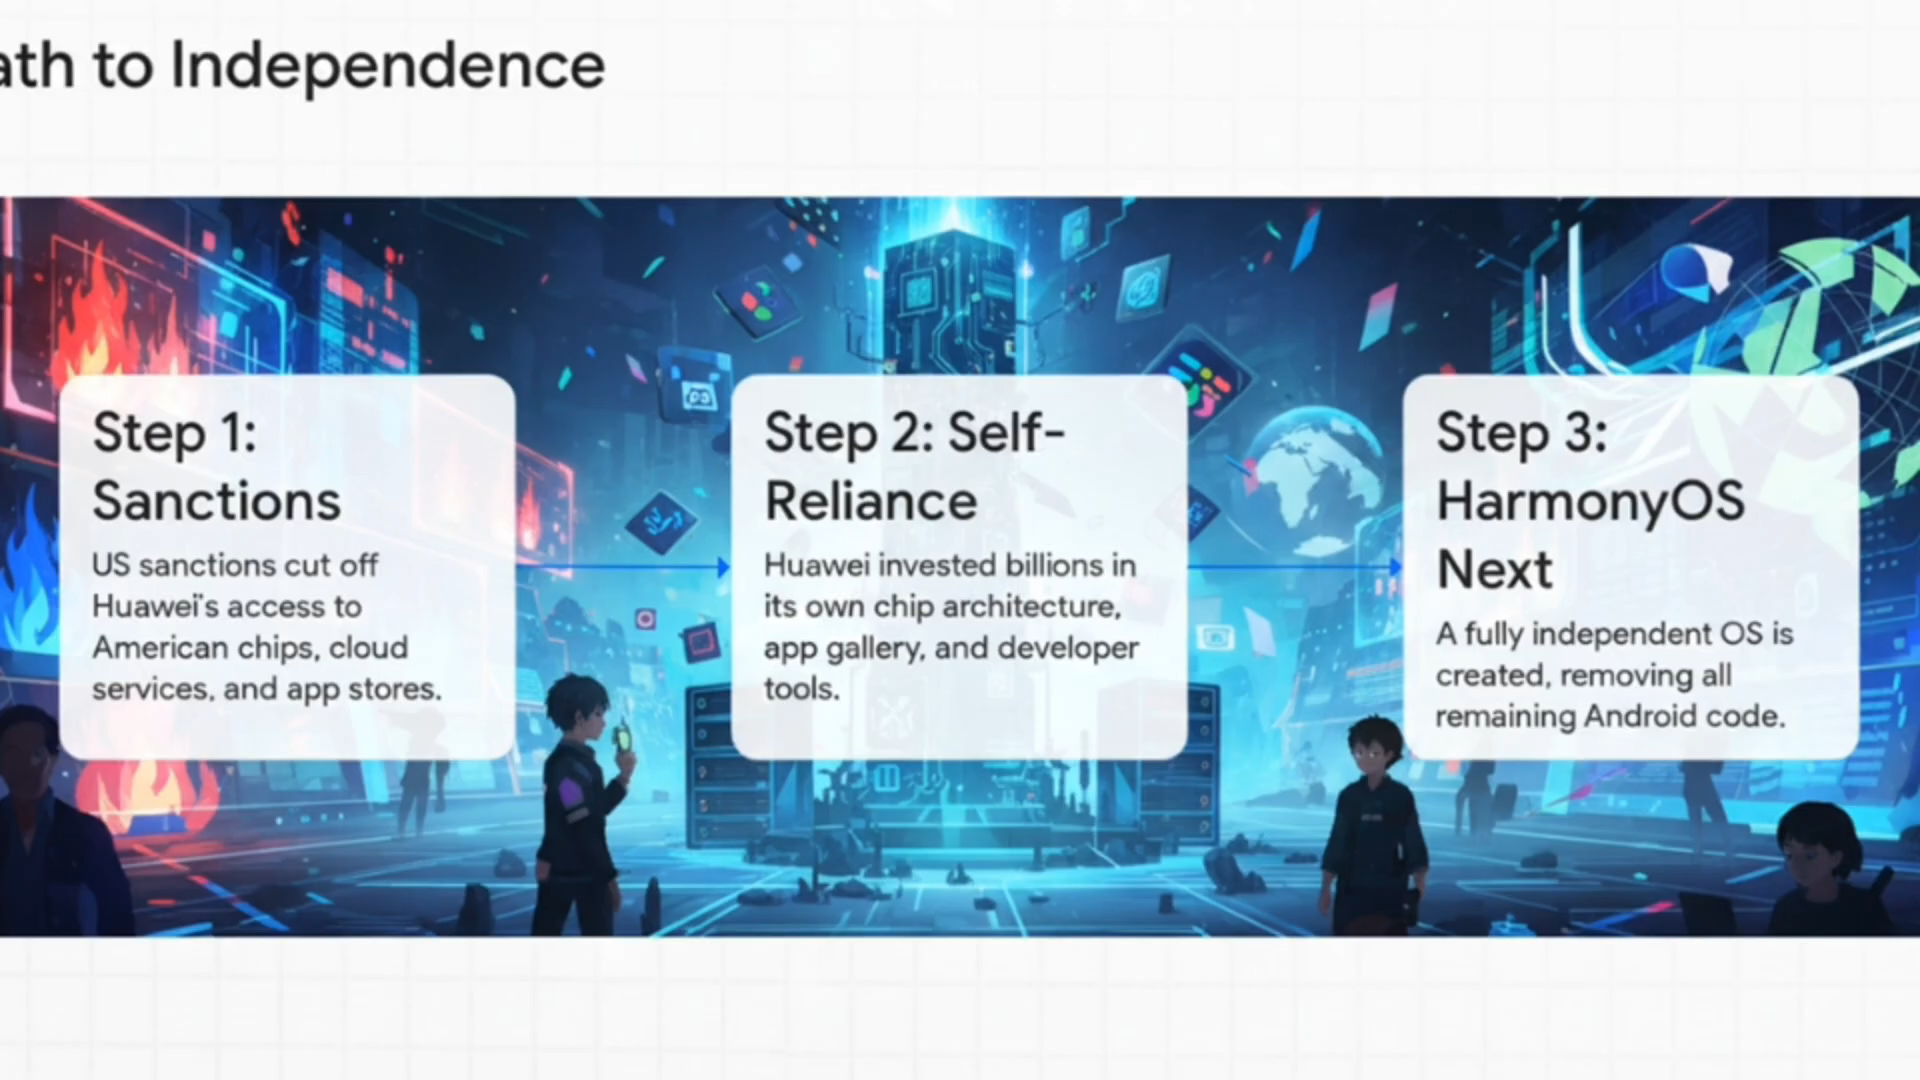 ath to Independence
Step 1:
Sanctions
US sanctions cut off
Huawei's access to
American chips, cloud
services, and app stores.
Step 2: Self-
Reliance
Huawei invested billions in
its own chip architecture,
app gallery, and developer
tools.
Step 3:
HarmonyOS
Next
A fully independent OS is
created, removing all
remaining Android code.